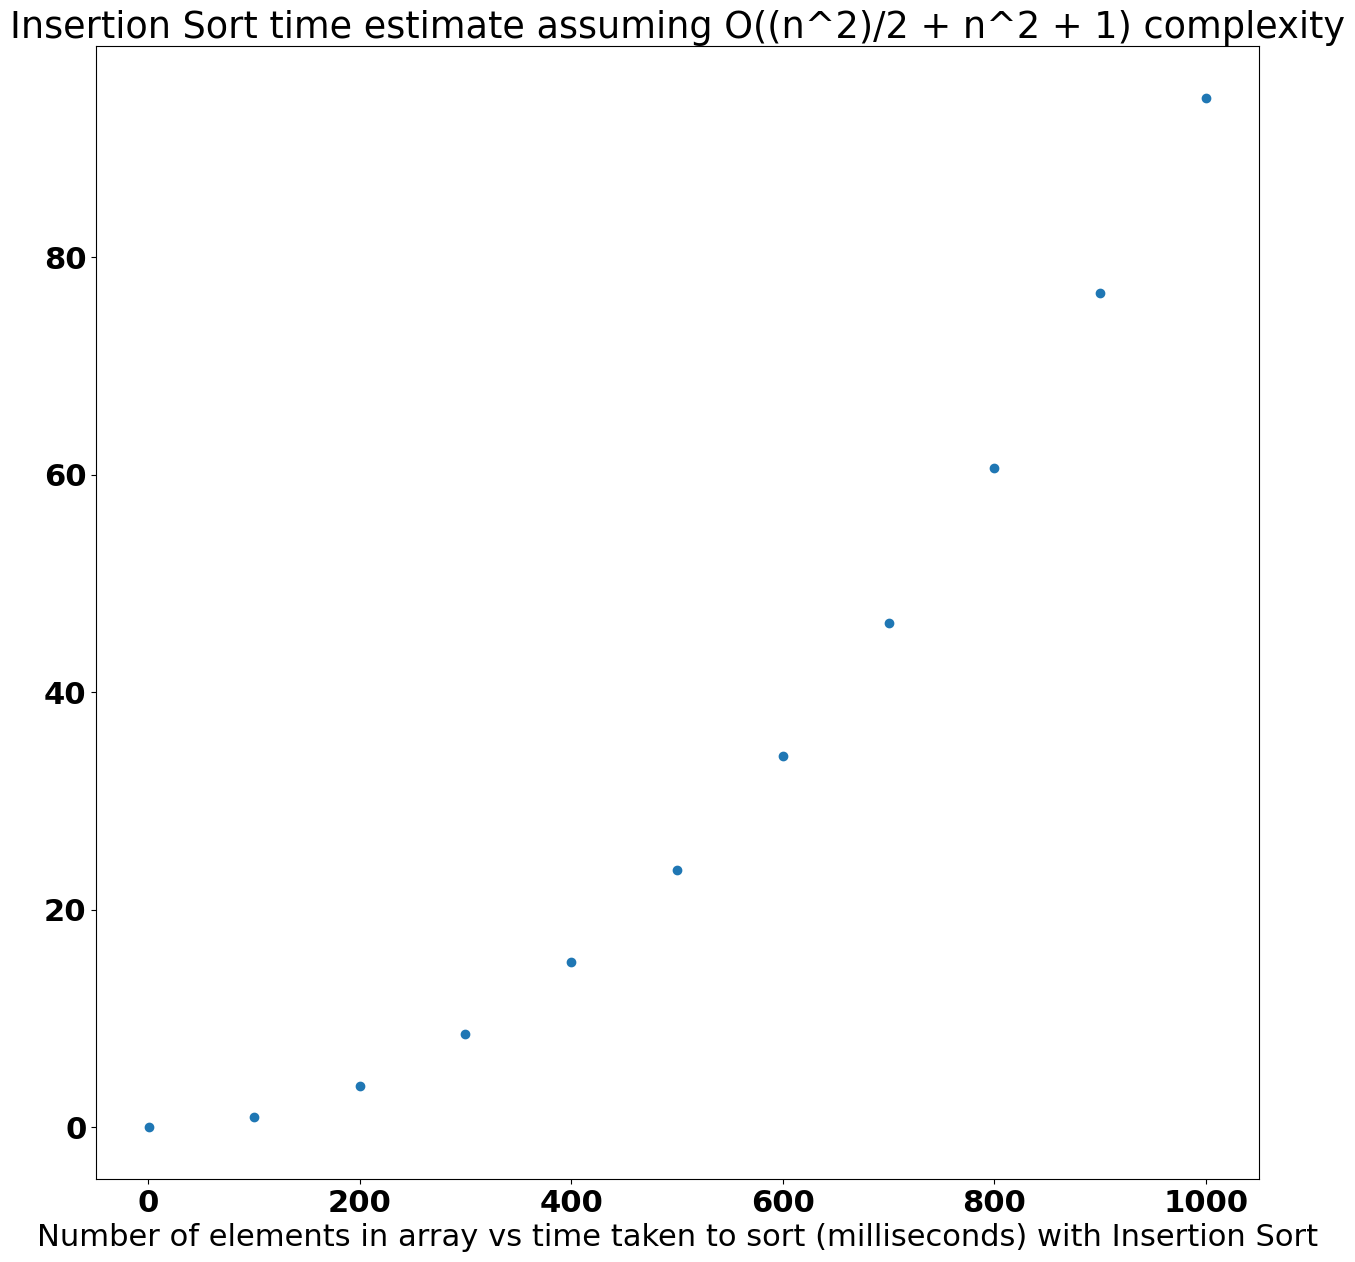 Insertion Sort time estimate assuming O((n^2)/2 + n^2 + 1) complexity
80
60
40
20
0
0 200 400 600 800 1000
Number of elements in array vs time taken to sort (milliseconds) with Insertion Sort